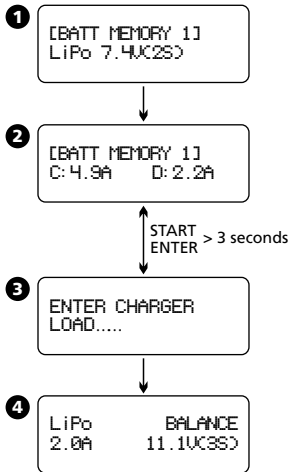 1
[BATT MEMORY 1]
LiPo 7.4V(2S)
2
[BATT MEMORY 1]
C:4.9A D:2.2A
START
ENTER > 3 seconds
3
ENTER CHARGER
LOAD.....
4
LiPo BALANCE
2.0A 11.1V(3S)